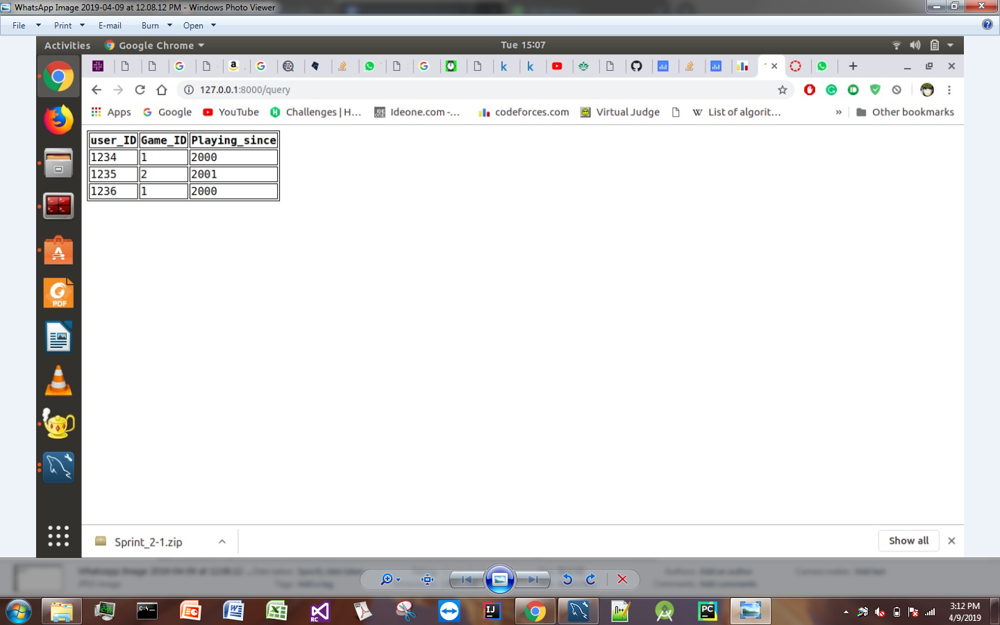 WhatsApp Image 2019-04-09 at 12.08.12 PM - Windows Photo Viewer
File Print E-mail Burn Open
Activities Google Chrome Tue 15:07
127.0.0.1:8000/query
Apps Google YouTube Challenges | H... Ideone.com -... codeforces.com Virtual Judge List of algorit... » Other bookmarks
user_ID Game_ID Playing_since
1234 1 2000
1235 2 2001
1236 1 2000
Sprint_2-1.zip Show all
3:12 PM
4/9/2019